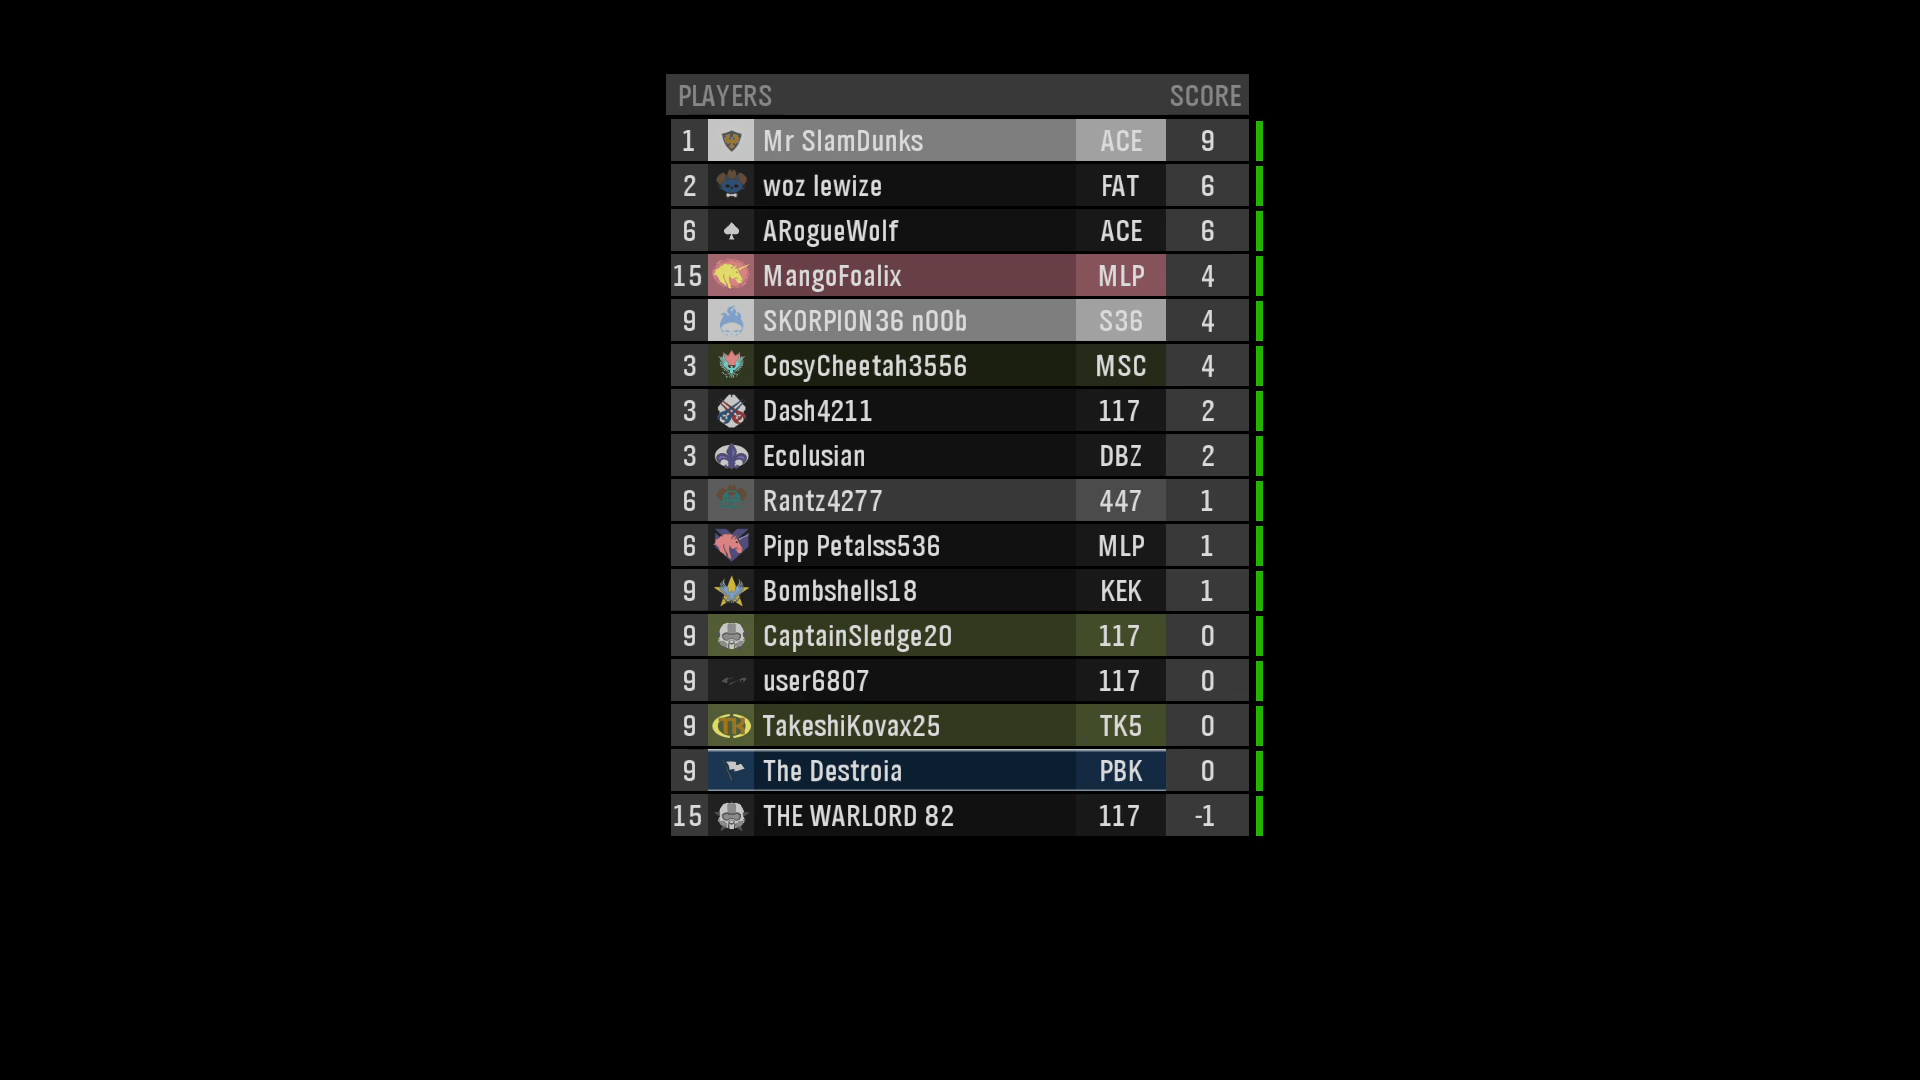 PLAYERS SCORE
1 Mr SlamDunks ACE 9
2 woz lewize FAT 6
6 ARogueWolf ACE 6
15 MangoFoalix MLP 4
9 SKORPION36 n00b S36 4
3 CosyCheetah3556 MSC 4
3 Dash4211 117 2
3 Ecolusian DBZ 2
6 Rantz4277 447 1
6 Pipp Petalss536 MLP 1
9 Bombshells18 KEK 1
9 CaptainSledge20 117 0
9 user6807 117 0
9 TK TakeshiKovax25 TK5 0
9 The Destroia PBK 0
15 THE WARLORD 82 117 -1